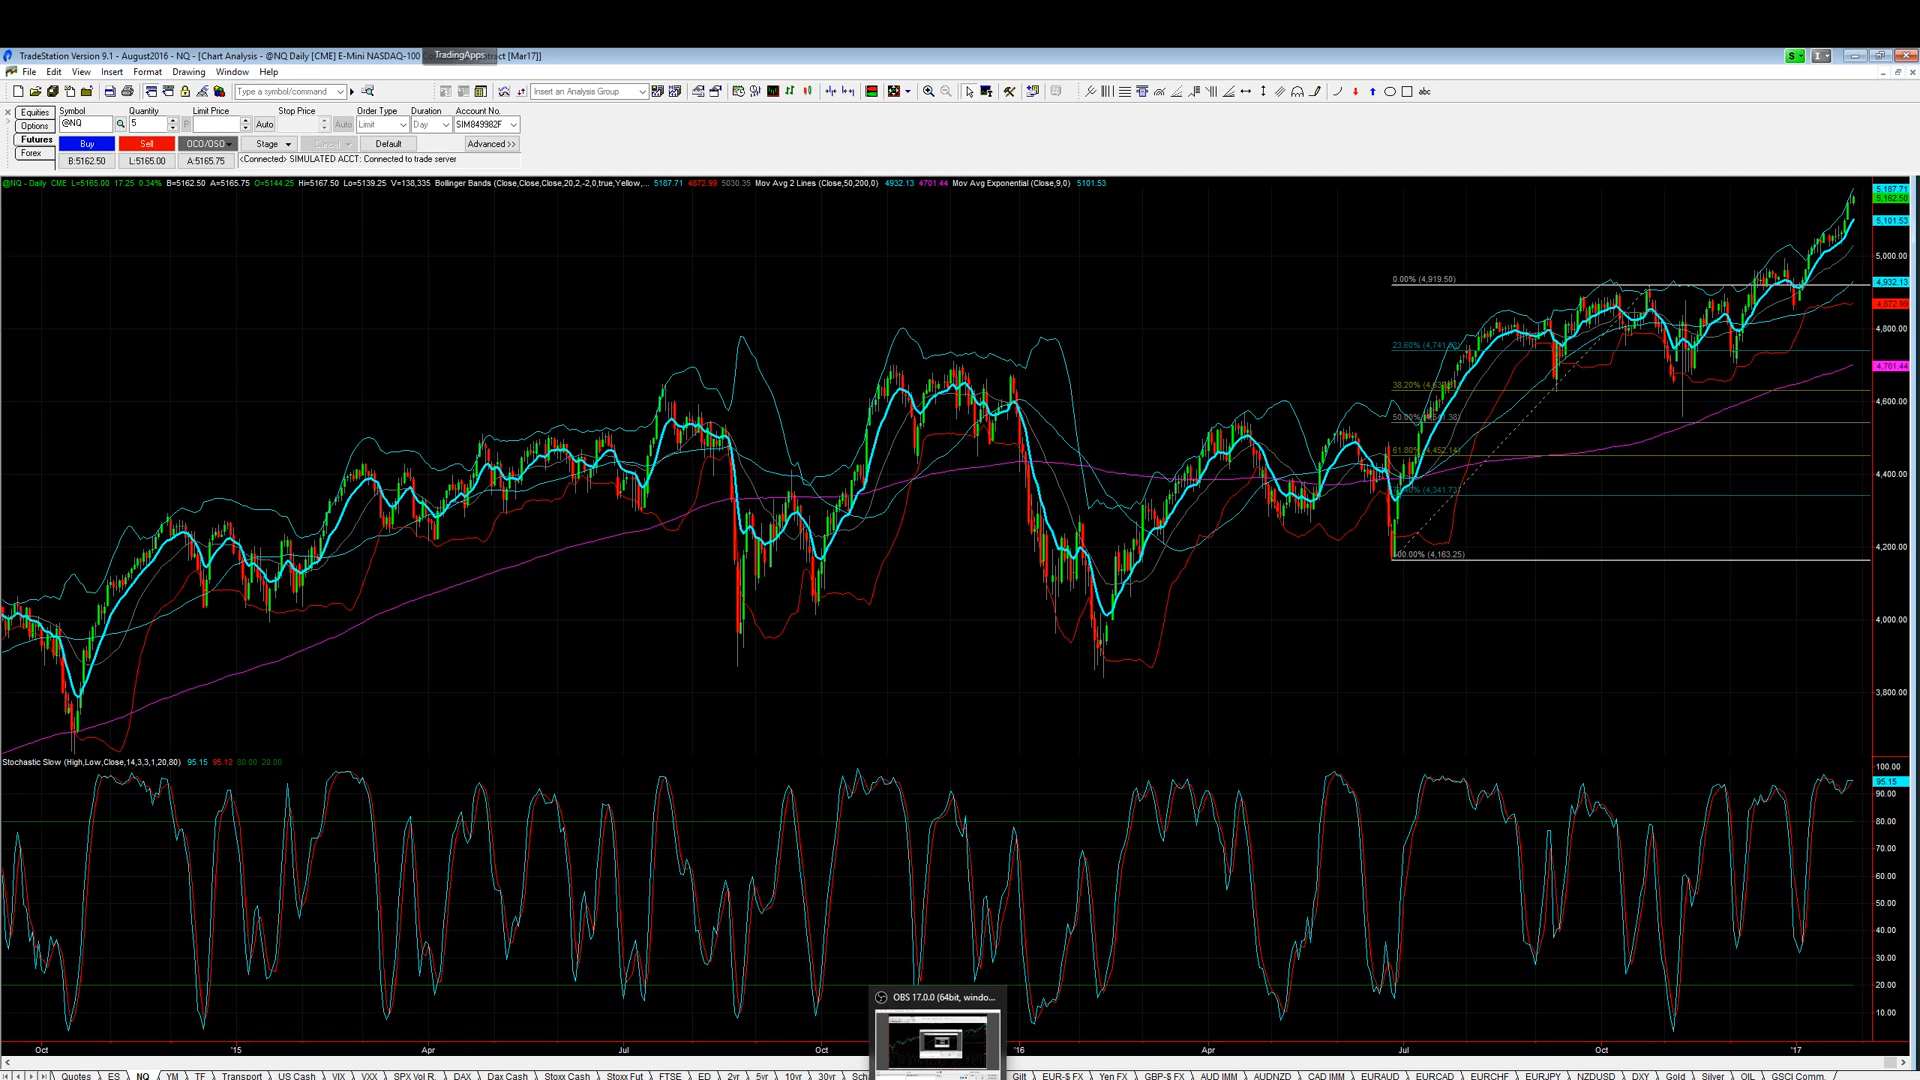 TradeStation Version 9.1 - August2016 - NQ - [Chart Analysis - @NQ Daily [CME] E-Mini NASDAQ-100
TradingApps
ract [Mar17]]
File Edit View Insert Format Drawing Window Help
Type a symbol/command
Insert an Analysis Group
abc
Equities Symbol Quantity Limit Price Stop Price Order Type Duration Account No.
Options @NQ 5 Auto Auto Limit Day SIM849982F
Futures Buy Sell OCO/OSO Stage Cancel Default Advanced >>
Forex B:5162.50 L:5165.00 A:5165.75 <Connected> SIMULATED ACCT: Connected to trade server
@NQ - Daily CME L=5165.00 17.25 0.34% B=5162.50 A=5165.75 O=5144.25 Hi=5167.50 Lo=5139.25 V=138,335 Bollinger Bands (Close,Close,Close,20,2,-2,0,true,Yellow,... 5187.71 4872.99 5030.35 Mov Avg 2 Lines (Close,50,200,0) 4932.13 4701.44 Mov Avg Exponential (Close,9,0) 5101.53
5,187.71
5,162.50
5,101.53
5,000.00
0.00% (4,919.50)
4,932.13
4,872.99
4,800.00
23.60% (4,741.
4,701.44
38.20% (4,63
4,600.00
50.00%
61.80% (4,452.14)
4,400.00
(4,341.73)
4,200.00
100.00% (4,163.25)
4,000.00
3,800.00
Stochastic Slow (High,Low,Close,14,3,3,1,20,80) 95.15 95.12 80.00 20.00
100.00
95.15
90.00
80.00
70.00
60.00
50.00
40.00
30.00
20.00
10.00
OBS 17.0.0 (64bit, windo...
Oct '15 Apr Jul Oct '16 Apr Jul Oct '17
Quotes ES NQ YM TF Transport US Cash VIX VXX SPX Vol R. DAX Dax Cash Stoxx Cash Stoxx Fut FTSE ED 2yr 5yr 10yr 30yr Gilt EUR-$ FX Yen FX GBP-$ FX AUD IMM AUDNZD CAD IMM EURAUD EURCAD EURCHF EURJPY NZDUSD DXY Gold Silver OIL GSCI Comm.